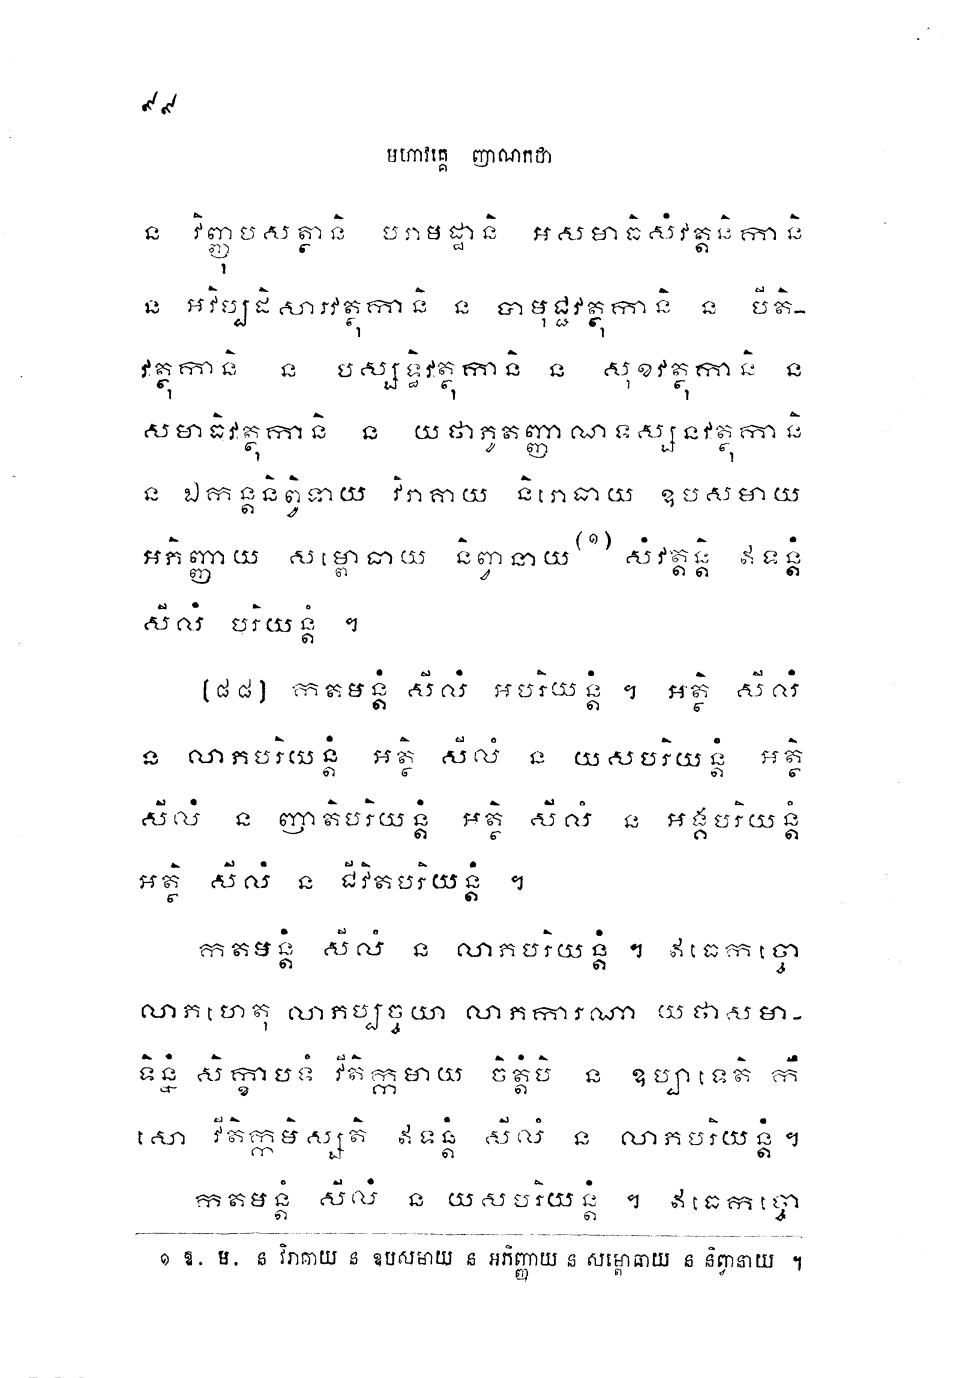 ៩៩
មហាវគ្គេ ញាណកថា
ន វិញ្ញុបសត្ថានិ បរាមដ្ឋានិ អសមាធិសំវត្តនិកានិ
ន អវិប្បដិសារវត្ថុកានិ ន បាមុជ្ជវត្ថុកានិ ន បីតិ-
វត្ថុកានិ ន បស្សទ្ធិវត្ថុកានិ ន សុខវត្ថុកានិ ន
សមាធិវត្ថុកានិ ន យថាភូតញ្ញាណទស្សនវត្ថុកានិ
ន ឯកន្តនិព្វិទាយ វិរាគាយ និរោធាយ ឧបសមាយ
អភិញ្ញាយ សម្ពោធាយ និព្វានាយ(១) សំវត្តន្តិ ឥទន្តំ
សីលំ បរិយន្តំ ។
(៨៨) កតមន្តំ សីលំ អបរិយន្តំ ។ អត្ថិ សីលំ
ន លាភបរិយន្តំ អត្ថិ សីលំ ន យសបរិយន្តំ អត្ថិ
សីលំ ន ញាតិបរិយន្តំ អត្ថិ សីលំ ន អង្គបរិយន្តំ
អត្ថិ សីលំ ន ជីវិតបរិយន្តំ ។
កតមន្តំ សីលំ ន លាភបរិយន្តំ ។ ឥធេកច្ចោ
លាភហេតុ លាភប្បច្ចយា លាភការណា យថាសមា-
ទិន្នំ សិក្ខាបទំ វីតិក្កមាយ ចិត្តំបិ ន ឧប្បាទេតិ កឹ
សោ វីតិក្កមិស្សតិ ឥទន្តំ សីលំ ន លាភបរិយន្តំ ។
កតមន្តំ សីលំ ន យសបរិយន្តំ ។ ឥធេកច្ចោ
១ ឱ. ម. ន វិរាគាយ ន ឧបសមាយ ន អភិញ្ញាយ ន សម្ពោធាយ ន និព្វានាយ ។